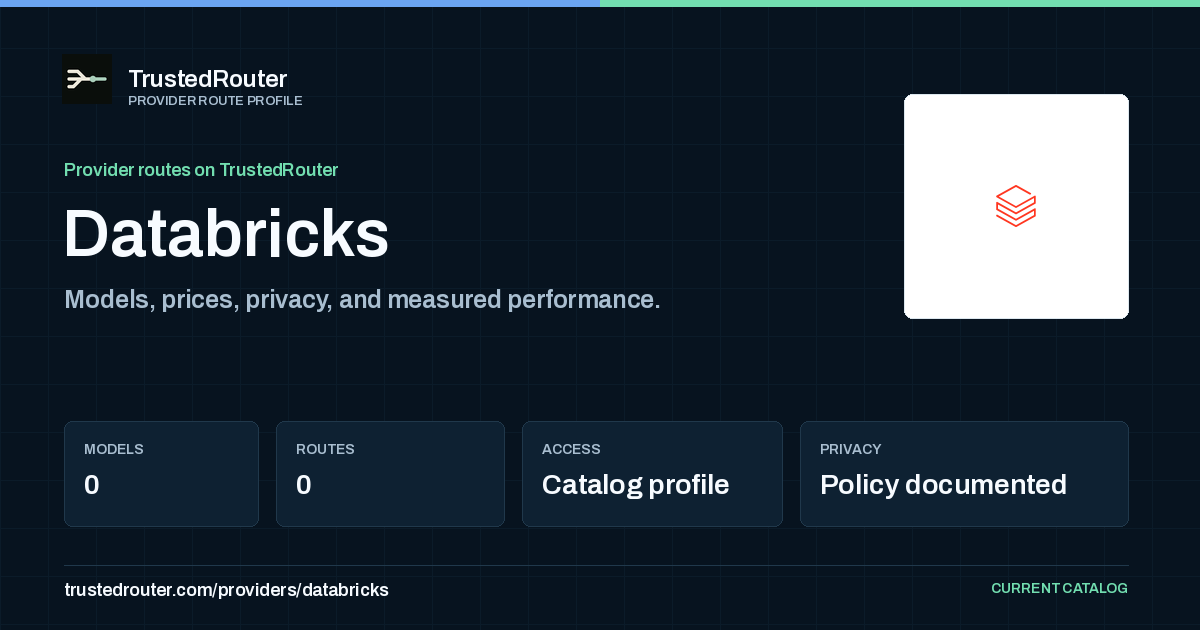 TrustedRouter
PROVIDER ROUTE PROFILE
Provider routes on TrustedRouter
Databricks
Models, prices, privacy, and measured performance.
MODELS
0
ROUTES
0
ACCESS
Catalog profile
PRIVACY
Policy documented
trustedrouter.com/providers/databricks
CURRENT CATALOG